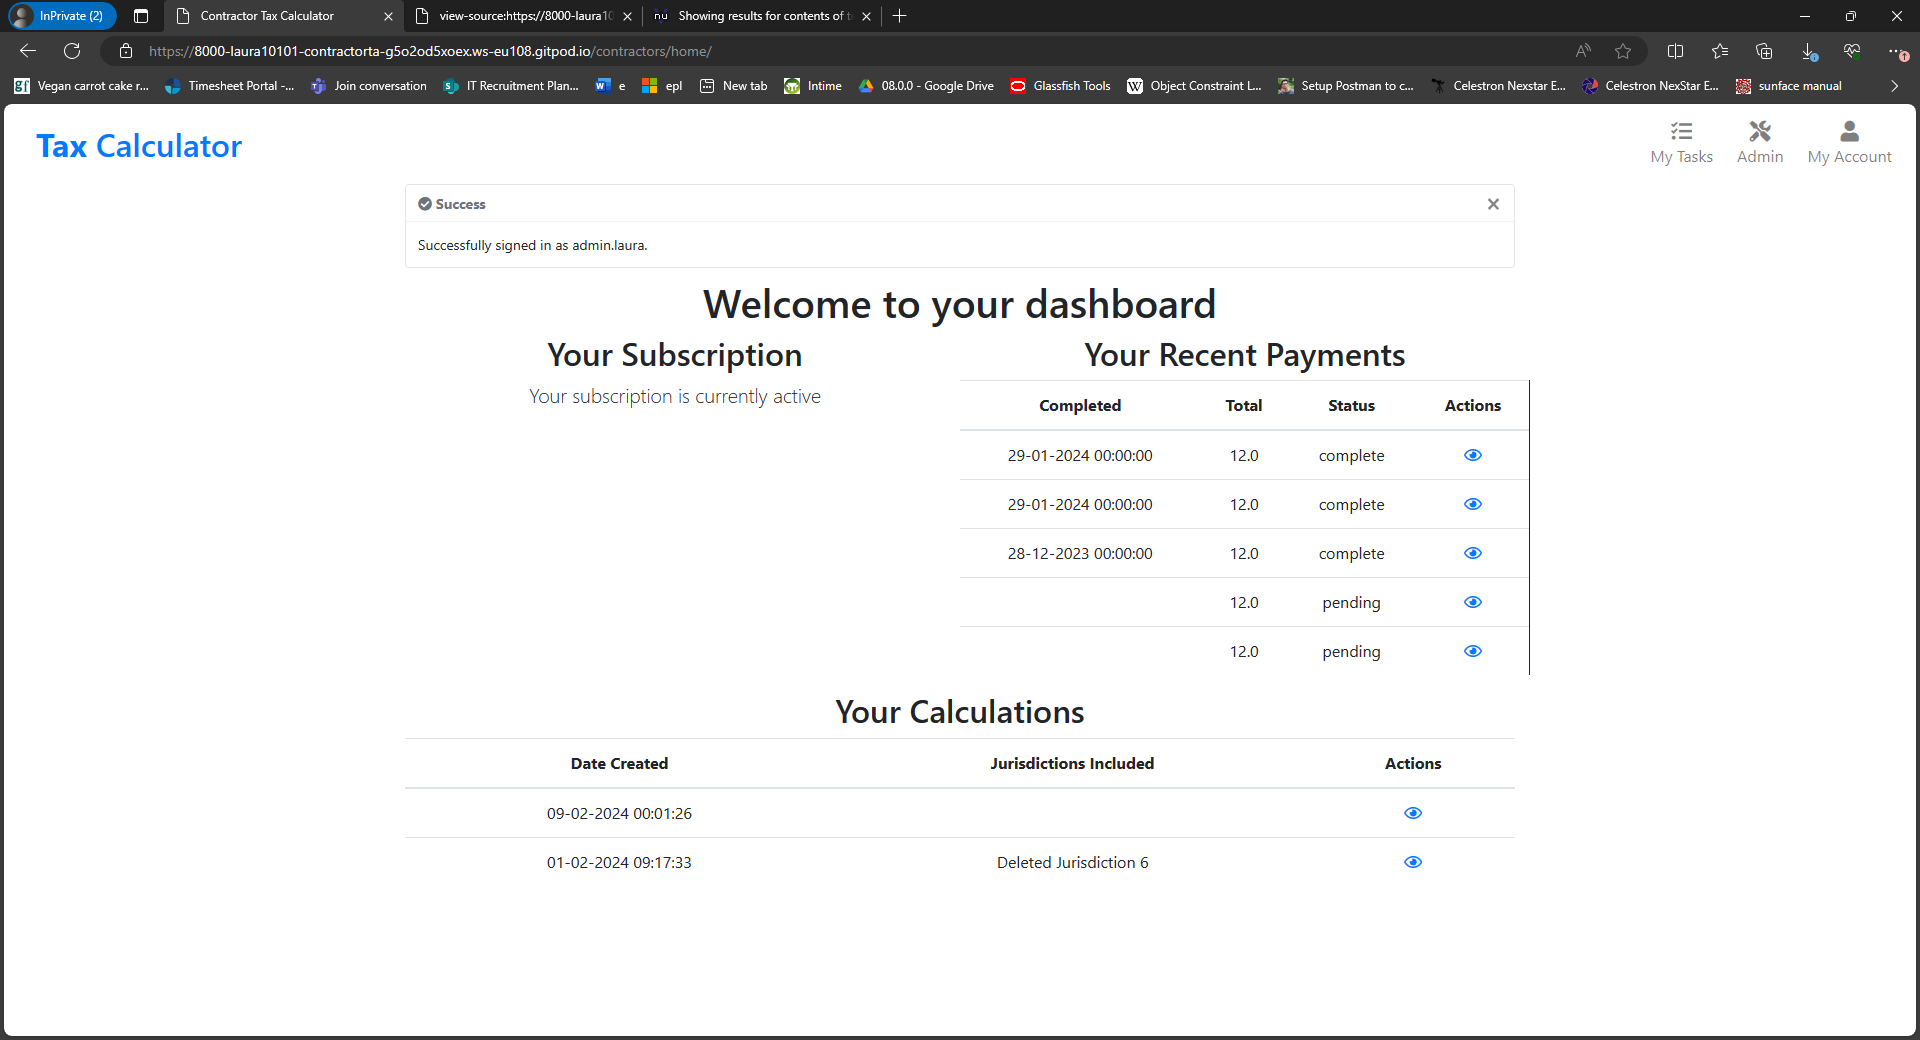 InPrivate (2)
Contractor Tax Calculator
view-source:https://8000-laura10
nu Showing results for contents of t
https://8000-laura10101-contractorta-g5o2od5xoex.ws-eu108.gitpod.io/contractors/home/
gf Vegan carrot cake r...
Timesheet Portal -...
Join conversation
IT Recruitment Plan...
e
epl
New tab
Intime
08.0.0 - Google Drive
Glassfish Tools
W Object Constraint L...
Setup Postman to c...
Celestron Nexstar E...
Celestron NexStar E...
sunface manual
Tax Calculator
My Tasks
Admin
My Account
Success
Successfully signed in as admin.laura.
Welcome to your dashboard
Your Subscription
Your subscription is currently active
Your Recent Payments
Completed Total Status Actions
29-01-2024 00:00:00 12.0 complete
29-01-2024 00:00:00 12.0 complete
28-12-2023 00:00:00 12.0 complete
12.0 pending
12.0 pending
Your Calculations
Date Created Jurisdictions Included Actions
09-02-2024 00:01:26
01-02-2024 09:17:33 Deleted Jurisdiction 6